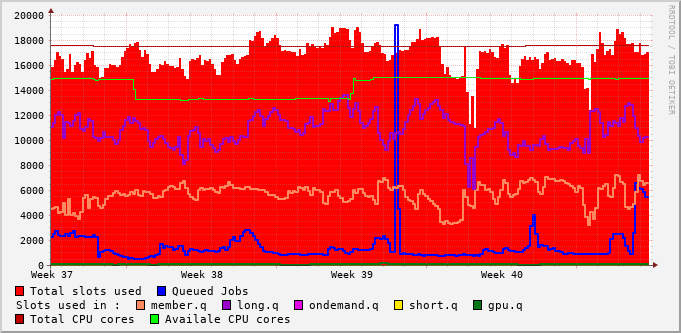 20000
18000
16000
14000
12000
10000
8000
6000
4000
2000
0
Week 37 Week 38 Week 39 Week 40
RRDTOOL / TOBI OETIKER
Total slots used Queued Jobs
Slots used in : member.q long.q ondemand.q short.q gpu.q
Total CPU cores Availale CPU cores